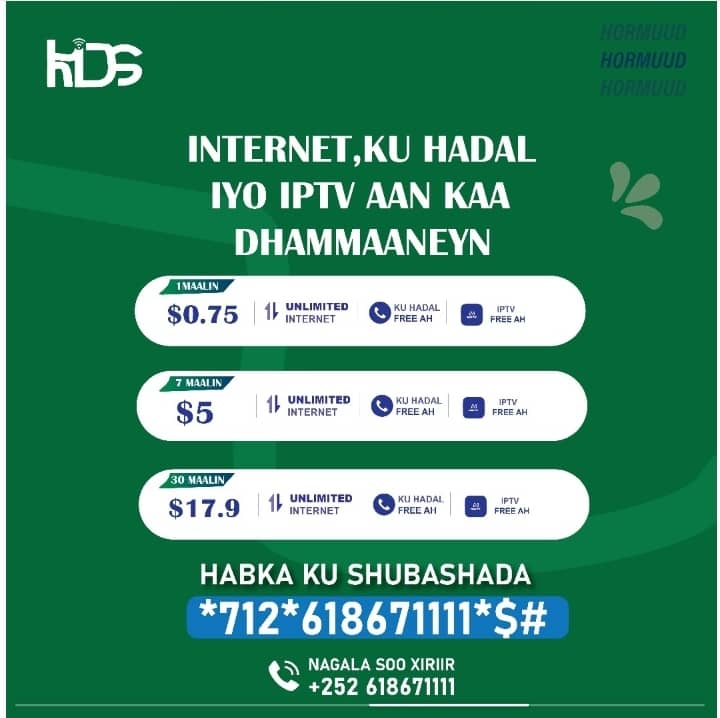 hiDS
HORMUUD
HORMUUD
HORMUUD
INTERNET,KU HADAL
IYO IPTV AAN KAA
DHAMMAANEYN
1 MAALIN
$0.75
UNLIMITED
INTERNET
KU HADAL
FREE AH
IPTV
FREE AH
7 MAALIN
$5
UNLIMITED
INTERNET
KU HADAL
FREE AH
IPTV
FREE AH
30 MAALIN
$17.9
UNLIMITED
INTERNET
KU HADAL
FREE AH
IPTV
FREE AH
HABKA KU SHUBASHADA
*712*618671111*$#
NAGALA SOO XIRIIR
+252 618671111